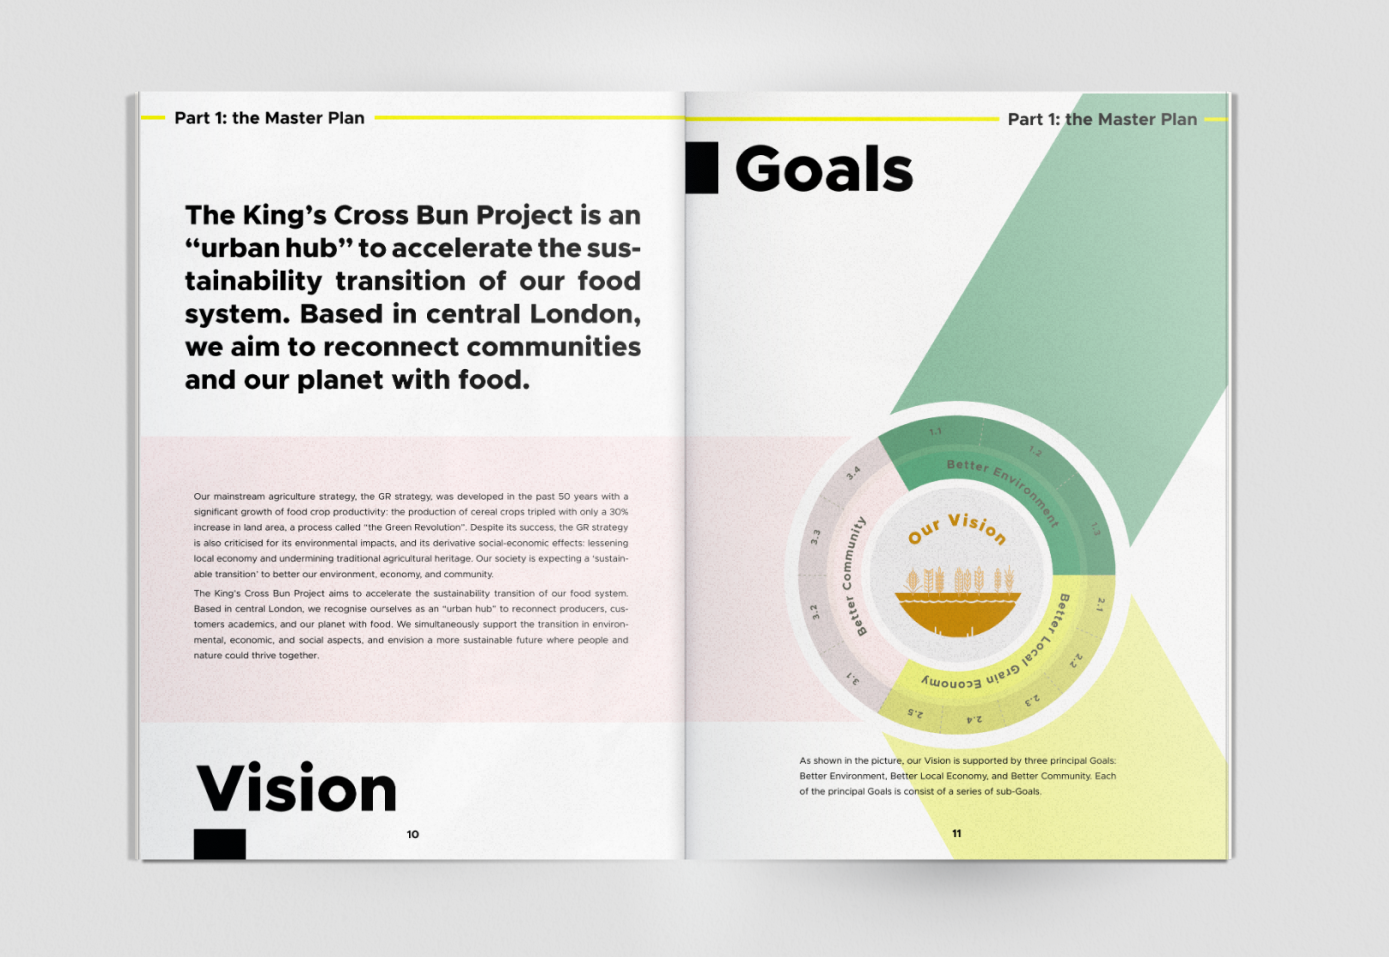 Part 1: the Master Plan
The King's Cross Bun Project is an
“urban hub” to accelerate the sus-
tainability transition of our food
system. Based in central London,
we aim to reconnect communities
and our planet with food.
Our mainstream agriculture strategy, the GR strategy, was developed in the past 50 years with a
significant growth of food crop productivity: the production of cereal crops tripled with only a 30%
increase in land area, a process called “the Green Revolution”. Despite its success, the GR strategy
is also criticised for its environmental impacts, and its derivative social-economic effects: lessening
local economy and undermining traditional agricultural heritage. Our society is expecting a ‘sustain-
able transition’ to better our environment, economy, and community.
The King's Cross Bun Project aims to accelerate the sustainability transition of our food system.
Based in central London, we recognise ourselves as an “urban hub” to reconnect producers, cus-
tomers academics, and our planet with food. We simultaneously support the transition in environ-
mental, economic, and social aspects, and envision a more sustainable future where people and
nature could thrive together.
Vision
10
Part 1: the Master Plan
Goals
1.1
1.2
1.3
Better Environment
2.1
2.2
2.3
2.4
2.5
Better Local Grain Economy
3.1
3.2
3.3
3.4
Better Community
Our Vision
As shown in the picture, our Vision is supported by three principal Goals:
Better Environment, Better Local Economy, and Better Community. Each
of the principal Goals is consist of a series of sub-Goals.
11